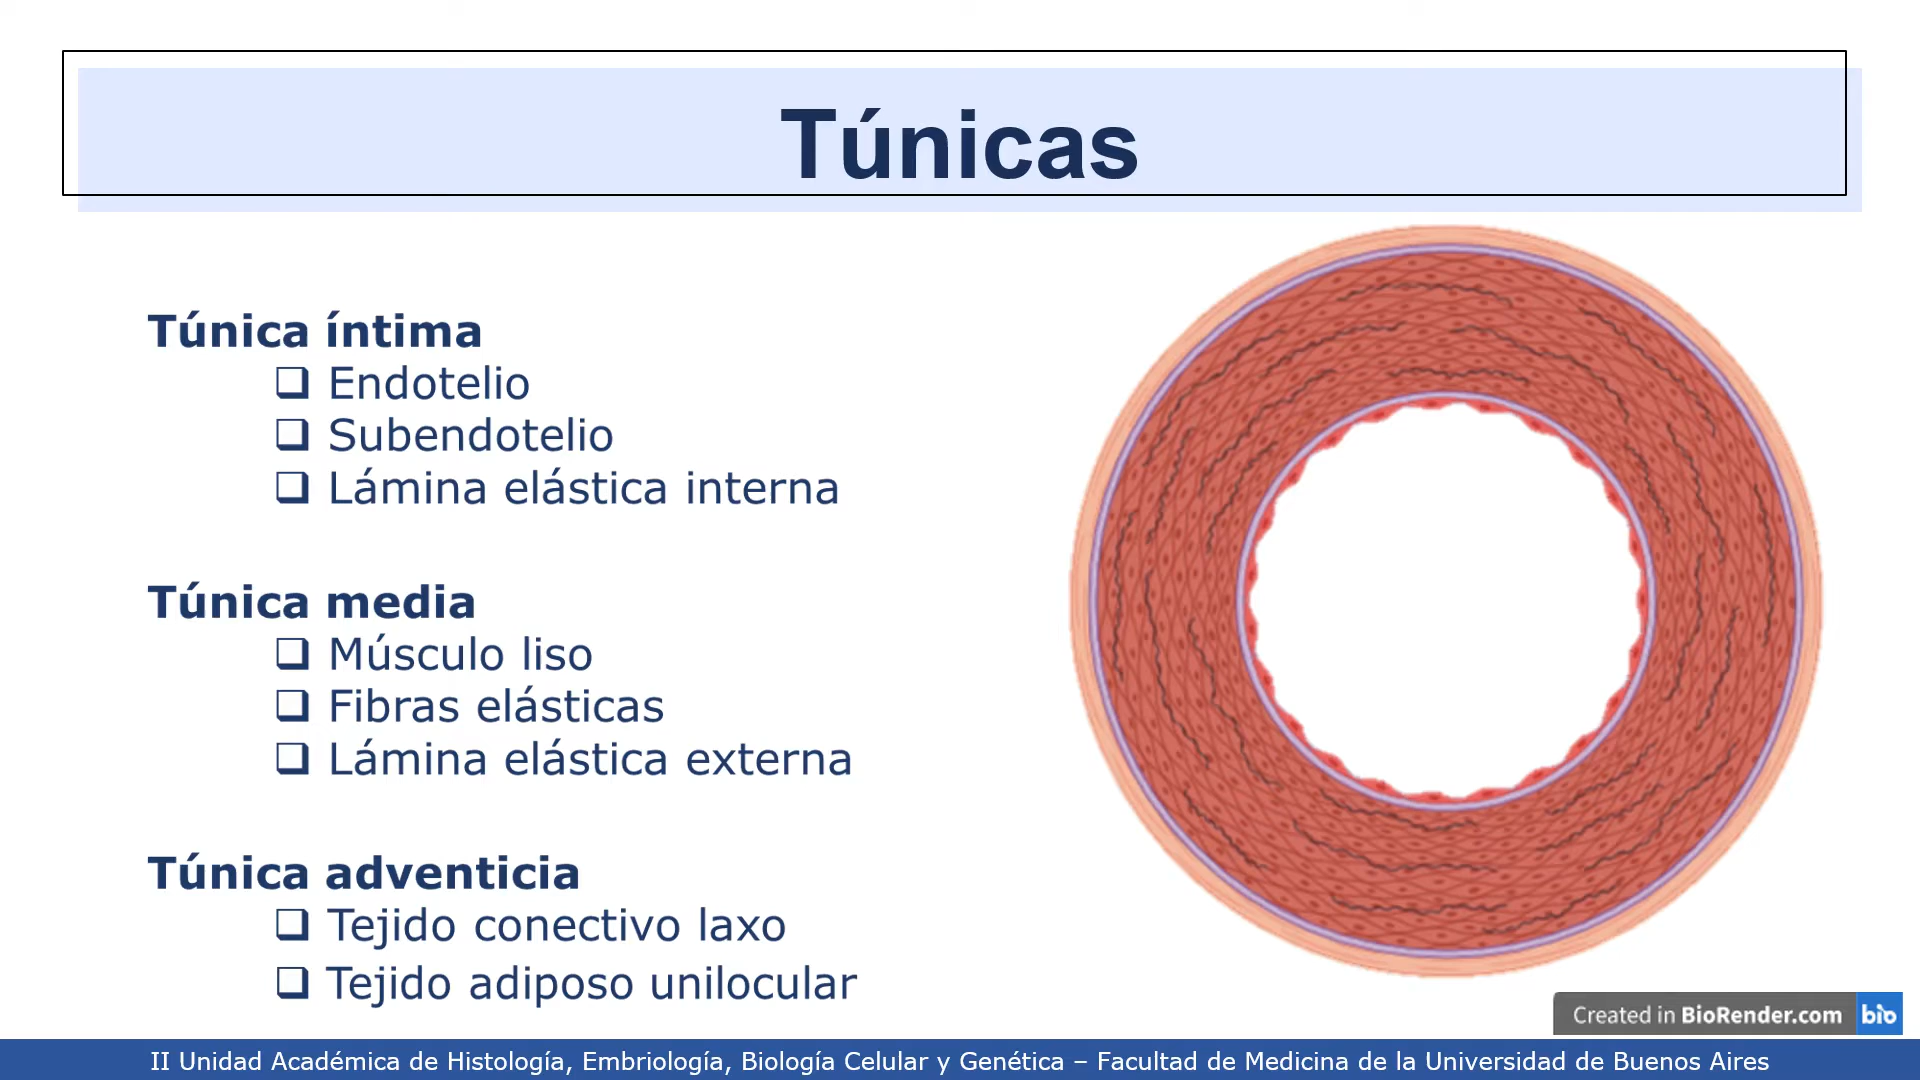 Túnicas
Túnica íntima
❑ Endotelio
❑ Subendotelio
❑ Lámina elástica interna
Túnica media
❑ Músculo liso
❑ Fibras elásticas
❑ Lámina elástica externa
Túnica adventicia
❑ Tejido conectivo laxo
❑ Tejido adiposo unilocular
Created in BioRender.com bio
II Unidad Académica de Histología, Embriología, Biología Celular y Genética – Facultad de Medicina de la Universidad de Buenos Aires